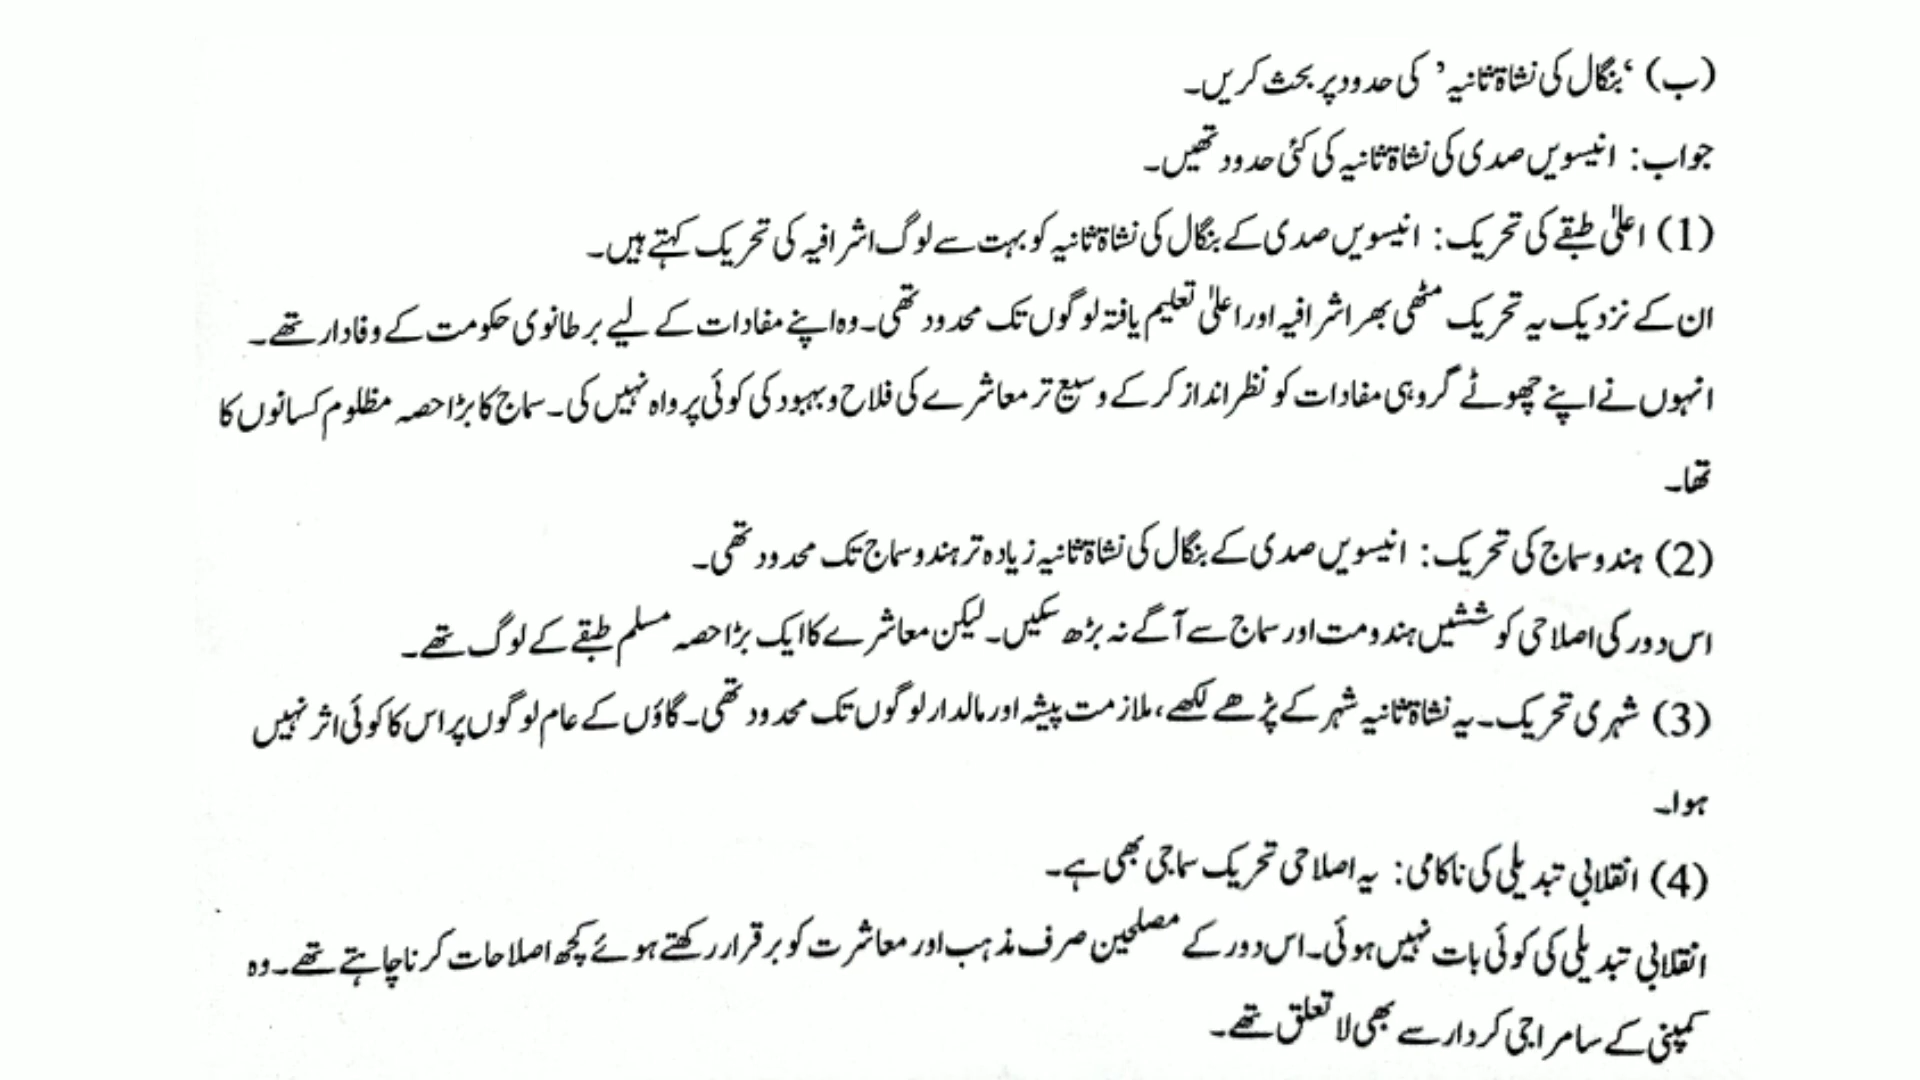 (ب) ‘بنگال کی نشاۃ ثانیہ’ کی حدود پر بحث کریں۔
جواب: انیسویں صدی کی نشاۃ ثانیہ کی کئی حدود تھیں۔
(1) اعلیٰ طبقے کی تحریک: انیسویں صدی کے بنگال کی نشاۃ ثانیہ کو بہت سے لوگ اشرافیہ کی تحریک کہتے ہیں۔
ان کے نزدیک یہ تحریک مٹھی بھر اشرافیہ اور اعلیٰ تعلیم یافتہ لوگوں تک محدود تھی۔ وہ اپنے مفادات کے لیے برطانوی حکومت کے وفادار تھے۔
انہوں نے اپنے چھوٹے گروہی مفادات کو نظر انداز کر کے وسیع تر معاشرے کی فلاح و بہبود کی کوئی پرواہ نہیں کی۔ سماج کا بڑا حصہ مظلوم کسانوں کا
تھا۔
(2) ہندو سماج کی تحریک: انیسویں صدی کے بنگال کی نشاۃ ثانیہ زیادہ تر ہندو سماج تک محدود تھی۔
اس دور کی اصلاحی کوششیں ہندومت اور سماج سے آگے نہ بڑھ سکیں۔ لیکن معاشرے کا ایک بڑا حصہ مسلم طبقے کے لوگ تھے۔
(3) شہری تحریک۔ یہ نشاۃ ثانیہ شہر کے پڑھے لکھے، ملازمت پیشہ اور مالدار لوگوں تک محدود تھی۔ گاؤں کے عام لوگوں پر اس کا کوئی اثر نہیں
ہوا۔
(4) انقلابی تبدیلی کی ناکامی: یہ اصلاحی تحریک سماجی بھی ہے۔
انقلابی تبدیلی کی کوئی بات نہیں ہوئی۔ اس دور کے مصلحین صرف مذہب اور معاشرت کو برقرار رکھتے ہوئے کچھ اصلاحات کرنا چاہتے تھے۔ وہ
کمپنی کے سامراجی کردار سے بھی لا تعلق تھے۔